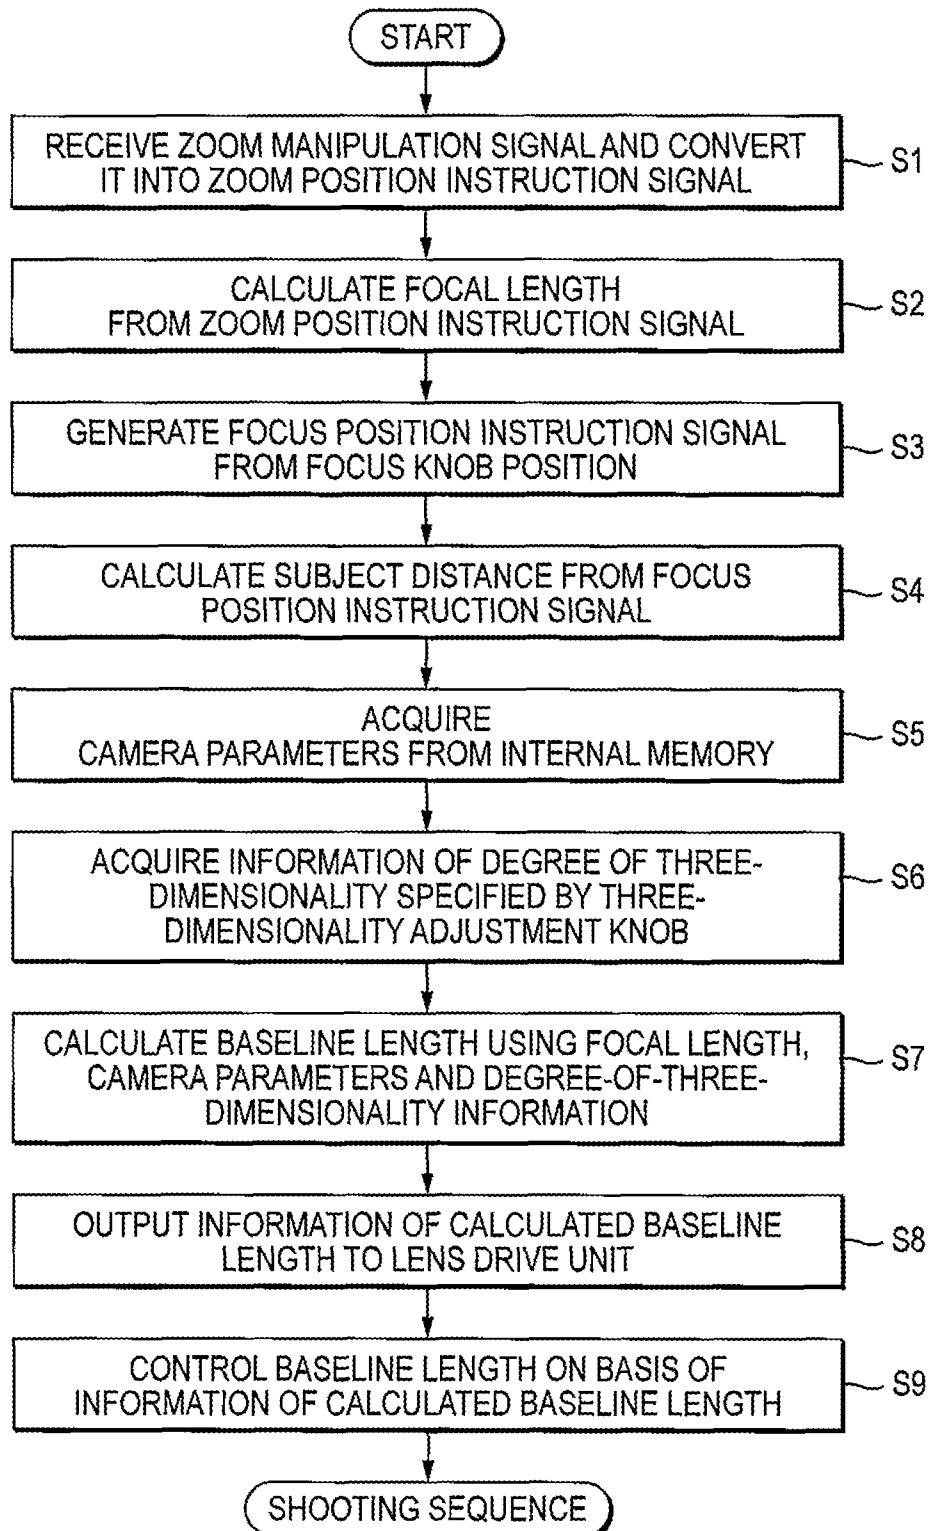 START
RECEIVE ZOOM MANIPULATION SIGNAL AND CONVERT
IT INTO ZOOM POSITION INSTRUCTION SIGNAL
S1
CALCULATE FOCAL LENGTH
FROM ZOOM POSITION INSTRUCTION SIGNAL
S2
GENERATE FOCUS POSITION INSTRUCTION SIGNAL
FROM FOCUS KNOB POSITION
S3
CALCULATE SUBJECT DISTANCE FROM FOCUS
POSITION INSTRUCTION SIGNAL
S4
ACQUIRE
CAMERA PARAMETERS FROM INTERNAL MEMORY
S5
ACQUIRE INFORMATION OF DEGREE OF THREE-
DIMENSIONALITY SPECIFIED BY THREE-
DIMENSIONALITY ADJUSTMENT KNOB
S6
CALCULATE BASELINE LENGTH USING FOCAL LENGTH,
CAMERA PARAMETERS AND DEGREE-OF-THREE-
DIMENSIONALITY INFORMATION
S7
OUTPUT INFORMATION OF CALCULATED BASELINE
LENGTH TO LENS DRIVE UNIT
S8
CONTROL BASELINE LENGTH ON BASIS OF
INFORMATION OF CALCULATED BASELINE LENGTH
S9
SHOOTING SEQUENCE